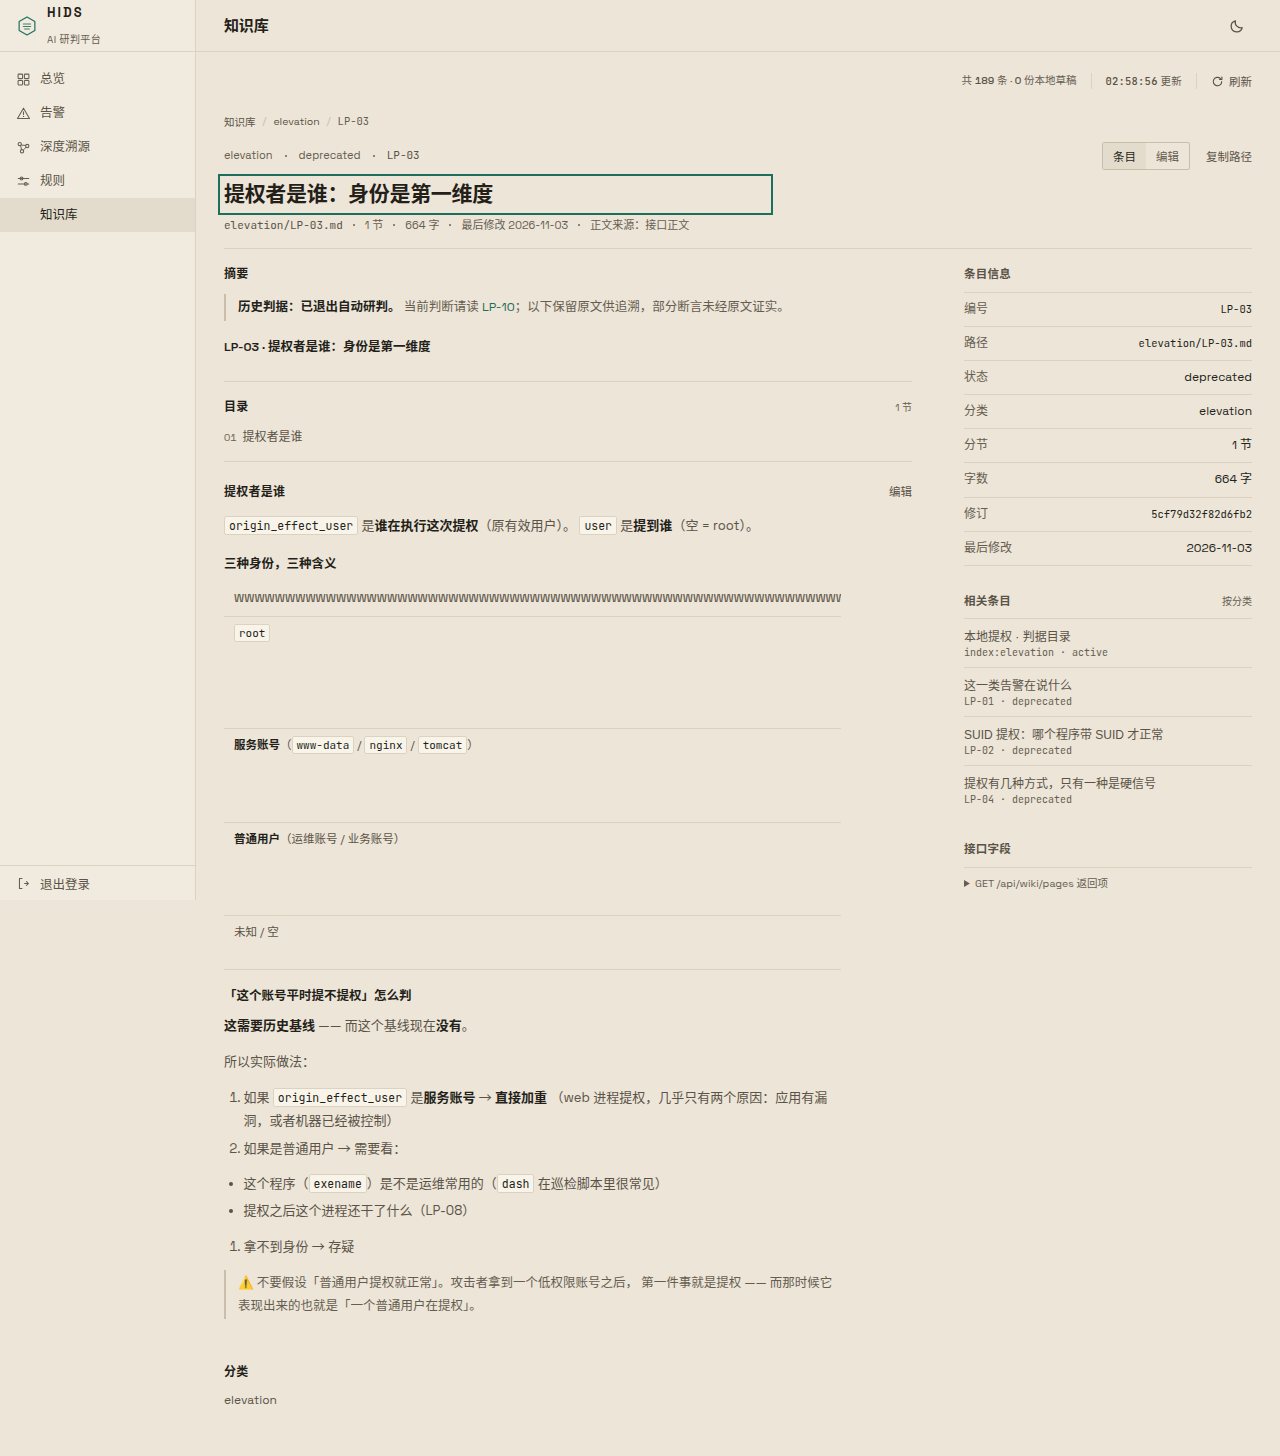 HIDS
AI 研判平台
总览
告警
深度溯源
规则
知识库
退出登录
知识库
共 189 条 · 0 份本地草稿
02:58:56 更新
刷新
知识库 / elevation / LP-03
elevation · deprecated · LP-03
条目
编辑
复制路径
提权者是谁：身份是第一维度
elevation/LP-03.md · 1 节 · 664 字 · 最后修改 2026-11-03 · 正文来源：接口正文
摘要
历史判据：已退出自动研判。 当前判断请读 LP-10；以下保留原文供追溯，部分断言未经原文证实。
LP-03 · 提权者是谁：身份是第一维度
目录
1 节
01 提权者是谁
提权者是谁
编辑
origin_effect_user 是谁在执行这次提权（原有效用户）。 user 是提到谁（空 = root）。
三种身份，三种含义
root
服务账号（www-data / nginx / tomcat）
普通用户（运维账号 / 业务账号）
未知 / 空
「这个账号平时提不提权」怎么判
这需要历史基线 —— 而这个基线现在没有。
所以实际做法：
1. 如果 origin_effect_user 是服务账号 → 直接加重 （web 进程提权，几乎只有两个原因：应用有漏
洞，或者机器已经被控制）
2. 如果是普通用户 → 需要看：
• 这个程序（exename）是不是运维常用的（dash 在巡检脚本里很常见）
• 提权之后这个进程还干了什么（LP-08）
1. 拿不到身份 → 存疑
⚠️ 不要假设「普通用户提权就正常」。攻击者拿到一个低权限账号之后， 第一件事就是提权 —— 而那时候它
表现出来的也就是「一个普通用户在提权」。
分类
elevation
条目信息
编号 LP-03
路径 elevation/LP-03.md
状态 deprecated
分类 elevation
分节 1 节
字数 664 字
修订 5cf79d32f82d6fb2
最后修改 2026-11-03
相关条目
按分类
本地提权 · 判据目录
index:elevation · active
这一类告警在说什么
LP-01 · deprecated
SUID 提权：哪个程序带 SUID 才正常
LP-02 · deprecated
提权有几种方式，只有一种是硬信号
LP-04 · deprecated
接口字段
GET /api/wiki/pages 返回项